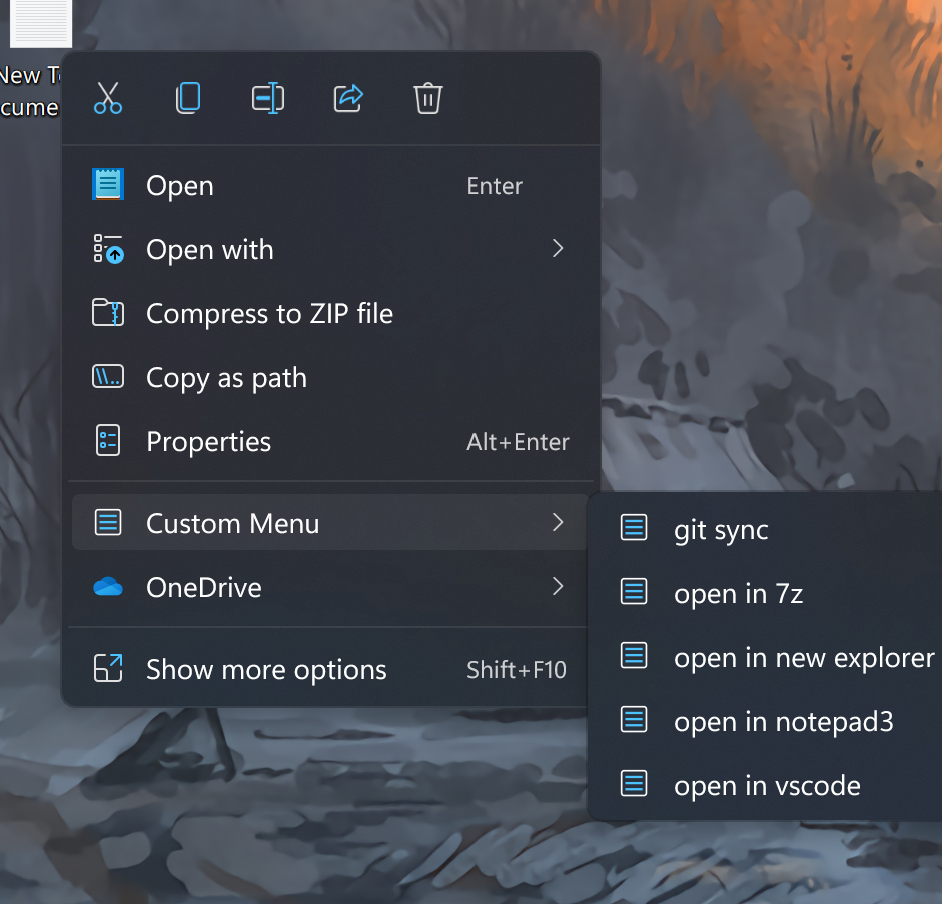 New T
cume
Open Enter
Open with
Compress to ZIP file
Copy as path
Properties Alt+Enter
Custom Menu
OneDrive
Show more options Shift+F10
git sync
open in 7z
open in new explorer
open in notepad3
open in vscode